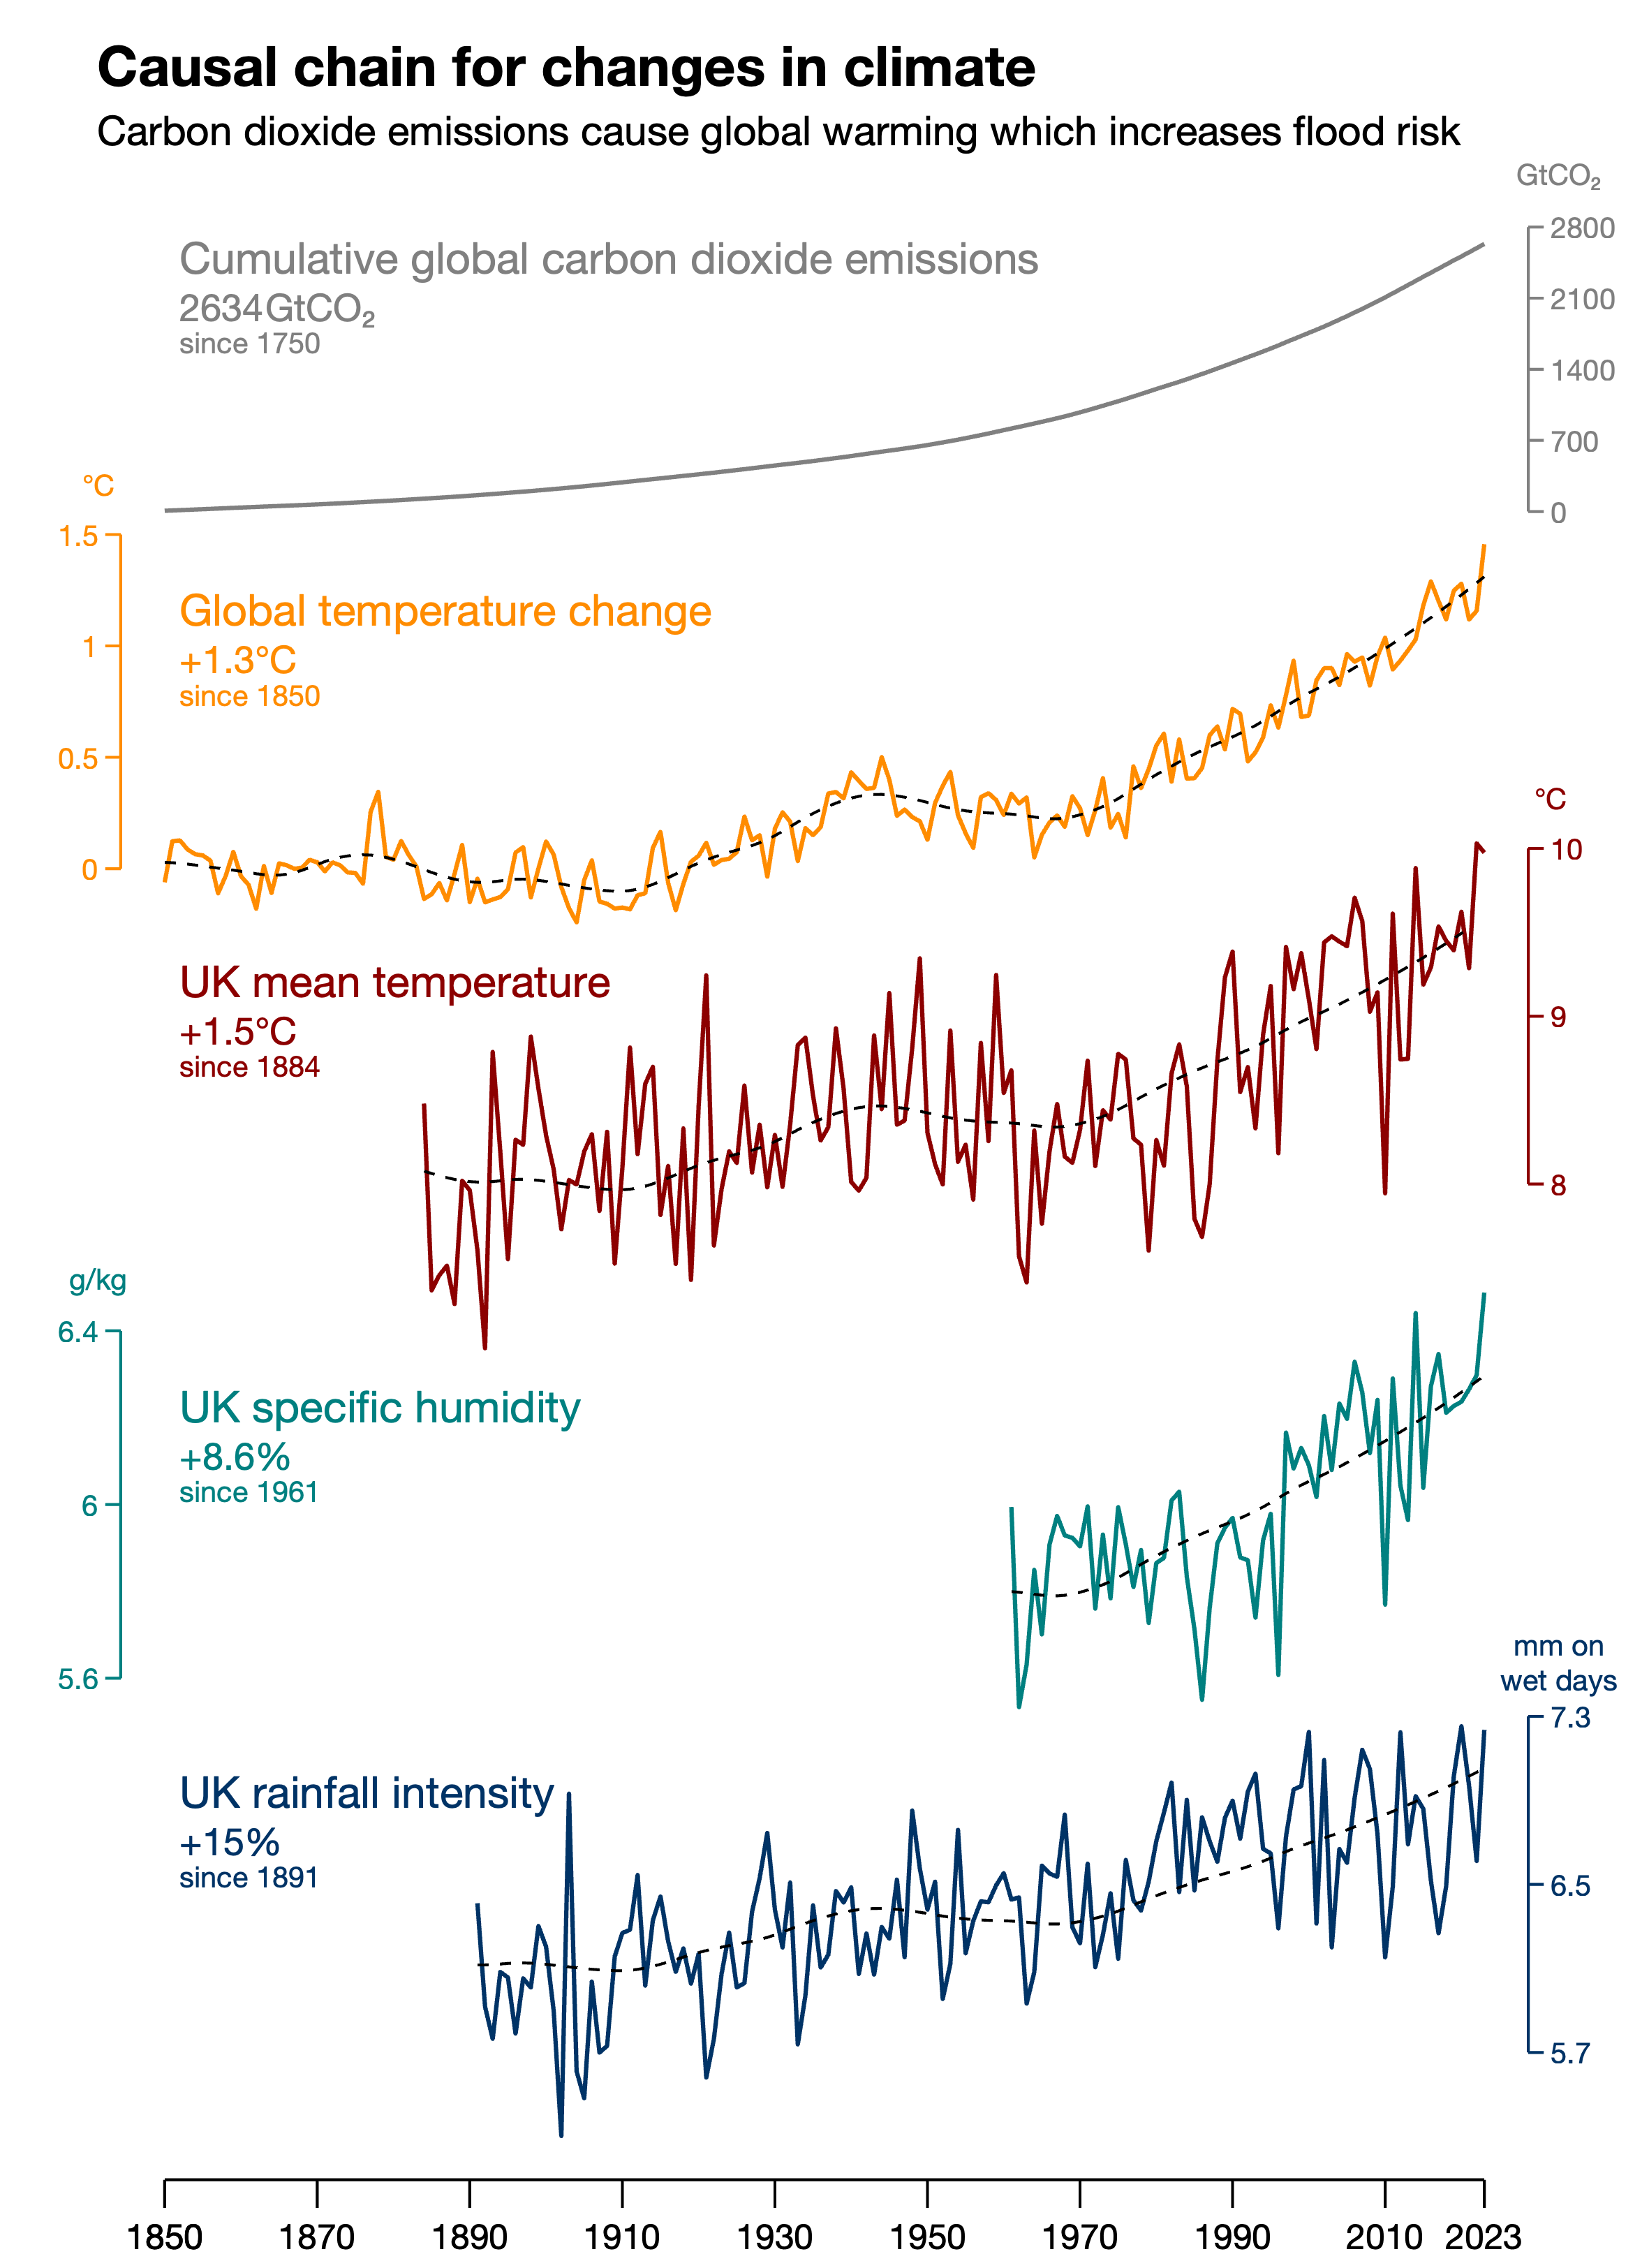 Causal chain for changes in climate
Carbon dioxide emissions cause global warming which increases flood risk
GtCO₂
2800
2100
1400
700
0
Cumulative global carbon dioxide emissions
2634GtCO₂
since 1750
°C
1.5
1
0.5
0
Global temperature change
+1.3°C
since 1850
°C
10
9
8
UK mean temperature
+1.5°C
since 1884
g/kg
6.4
6
5.6
UK specific humidity
+8.6%
since 1961
mm on
wet days
7.3
6.5
5.7
UK rainfall intensity
+15%
since 1891
1850 1870 1890 1910 1930 1950 1970 1990 2010 2023